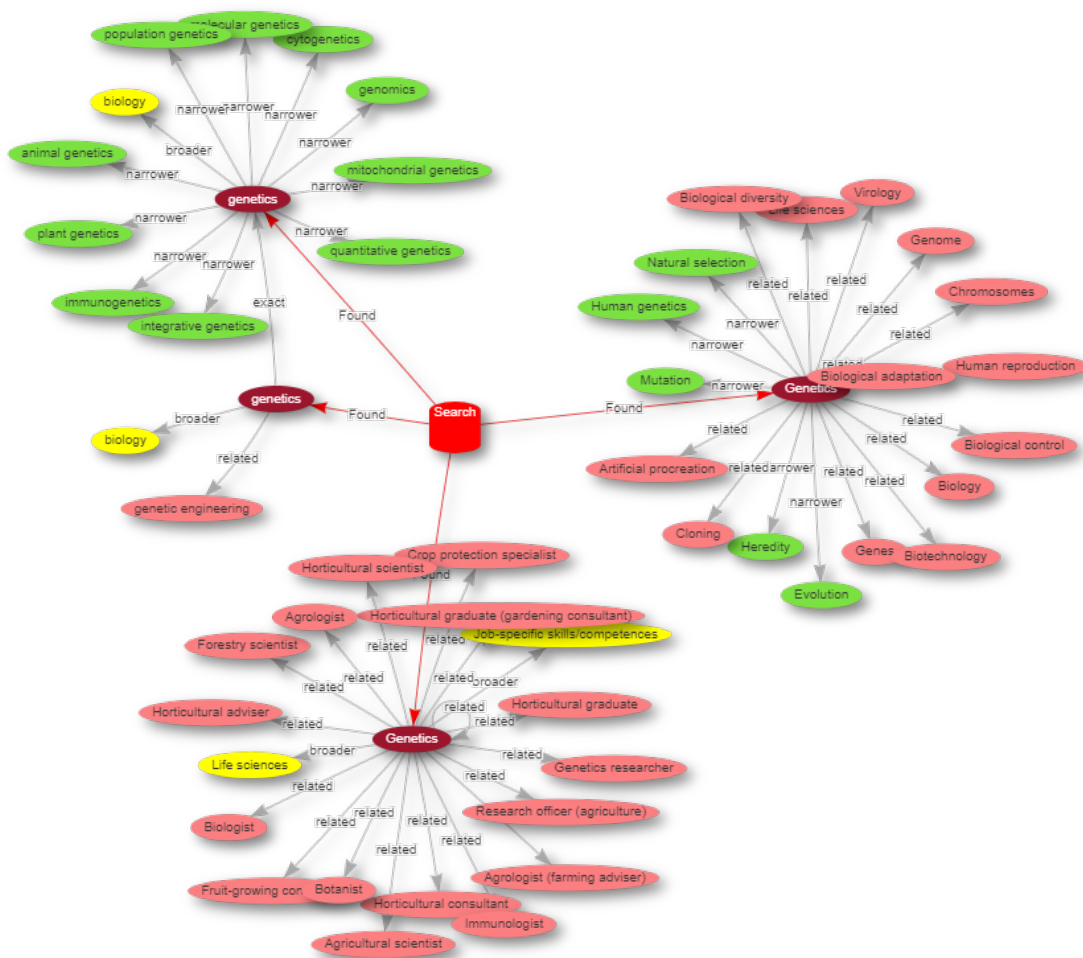 molecular genetics
population genetics
cytogenetics
genomics
narrower
narrower
narrower
biology
narrower
broader
animal genetics
narrower
mitochondrial genetics
narrower
genetics
narrower
plant genetics
narrower
quantitative genetics
narrower
narrower
immunogenetics
integrative genetics
exact
Found
genetics
broader
Found
biology
related
genetic engineering
Search
Found
Biological diversity
Life sciences
Virology
Genome
Natural selection
related
related
related
related
Chromosomes
Human genetics
narrower
related
narrower
related
Biological adaptation
Human reproduction
Mutation
narrower
Genetics
related
related
Biological control
Artificial procreation
related
related
narrower
related
related
Biology
Cloning
Heredity
Genes
Biotechnology
Evolution
Horticultural scientist
Crop protection specialist
Found
Agrologist
Horticultural graduate (gardening consultant)
Job-specific skills/competences
Forestry scientist
related
related
related
related
related
broader
Horticultural adviser
related
related
Horticultural graduate
related
Genetics
Life sciences
broader
related
Genetics researcher
related
related
Research officer (agriculture)
Biologist
related
related
related
related
related
related
Agrologist (farming adviser)
Fruit-growing con
Botanist
Horticultural consultant
Immunologist
Agricultural scientist